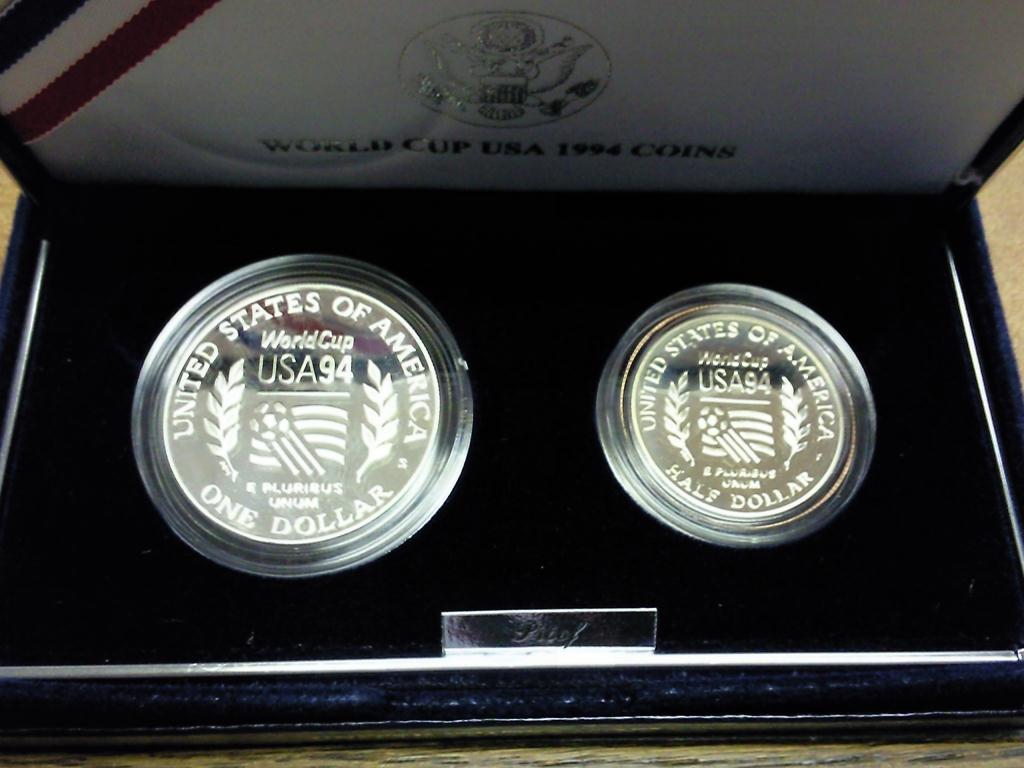 WORLD CUP USA 1994 COINS
UNITED STATES OF AMERICA
World Cup
USA94
E PLURIBUS
UNUM
ONE DOLLAR
S
UNITED STATES OF AMERICA
World Cup
USA94
E PLURIBUS
UNUM
HALF DOLLAR
Proof